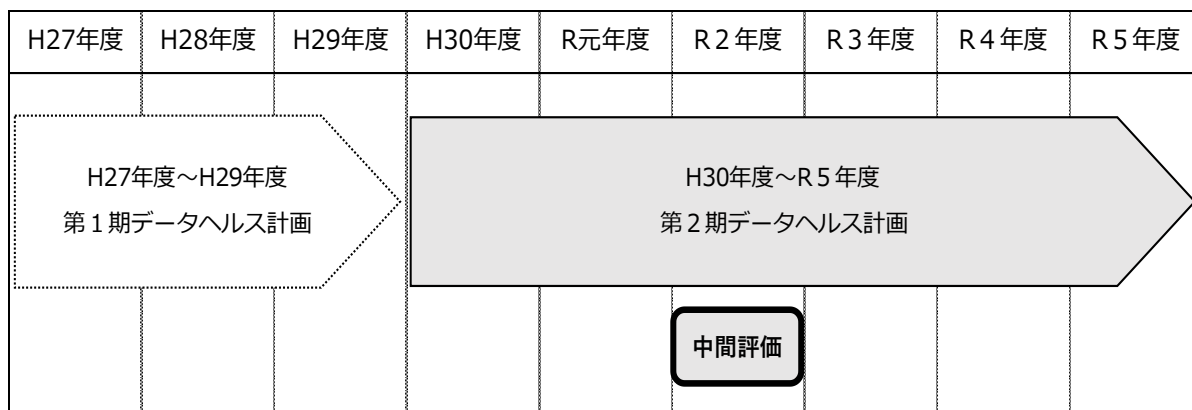 H27年度 H28年度 H29年度 H30年度 R元年度 R２年度 R３年度 R４年度 R５年度
H27年度～H29年度
第１期データヘルス計画
H30年度～R５年度
第２期データヘルス計画
中間評価